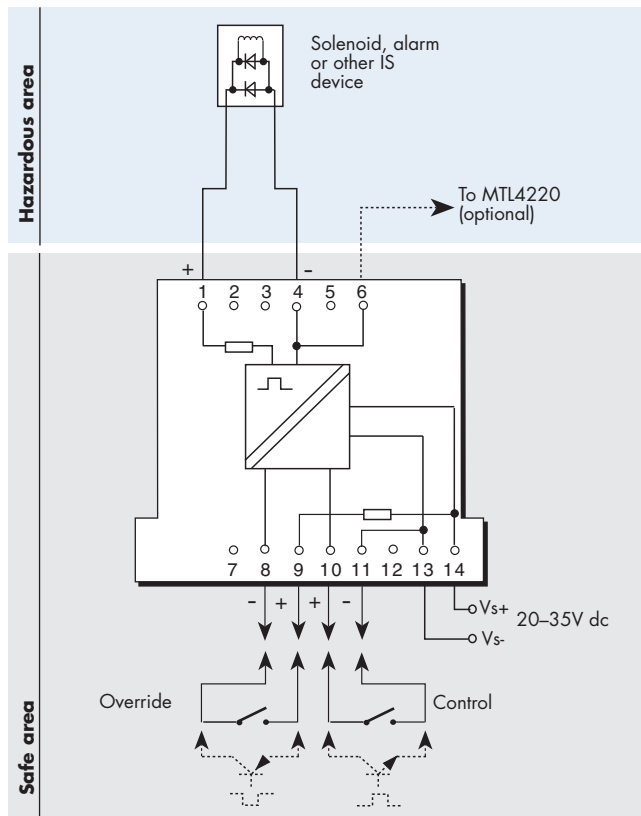 Hazardous area
Solenoid, alarm
or other IS
device
To MTL4220
(optional)
+ -
1 2 3 4 5 6
7 8 9 10 11 12 13 14
- + + -
Vs+
20–35V dc
Vs-
Override
Control
Safe area